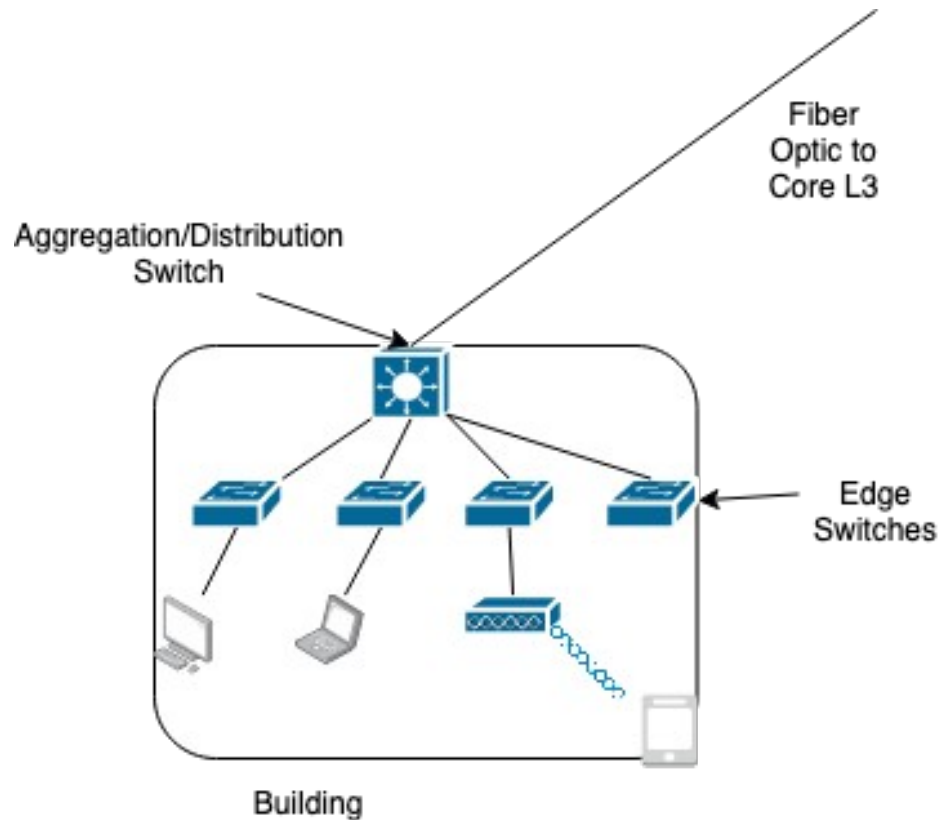 Fiber
Optic to
Core L3
Aggregation/Distribution
Switch
Edge
Switches
Building